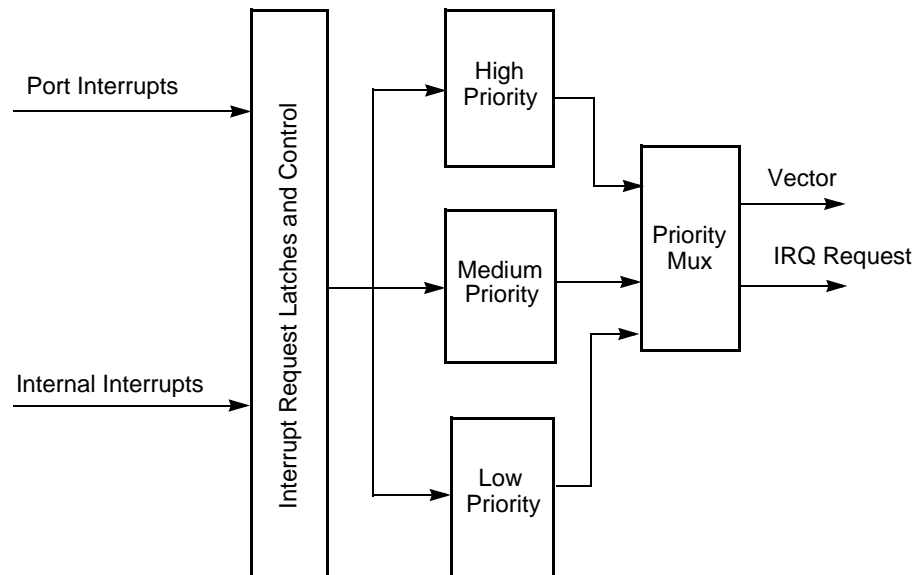 Port Interrupts
Internal Interrupts
Interrupt Request Latches and Control
High
Priority
Medium
Priority
Low
Priority
Priority
Mux
Vector
IRQ Request